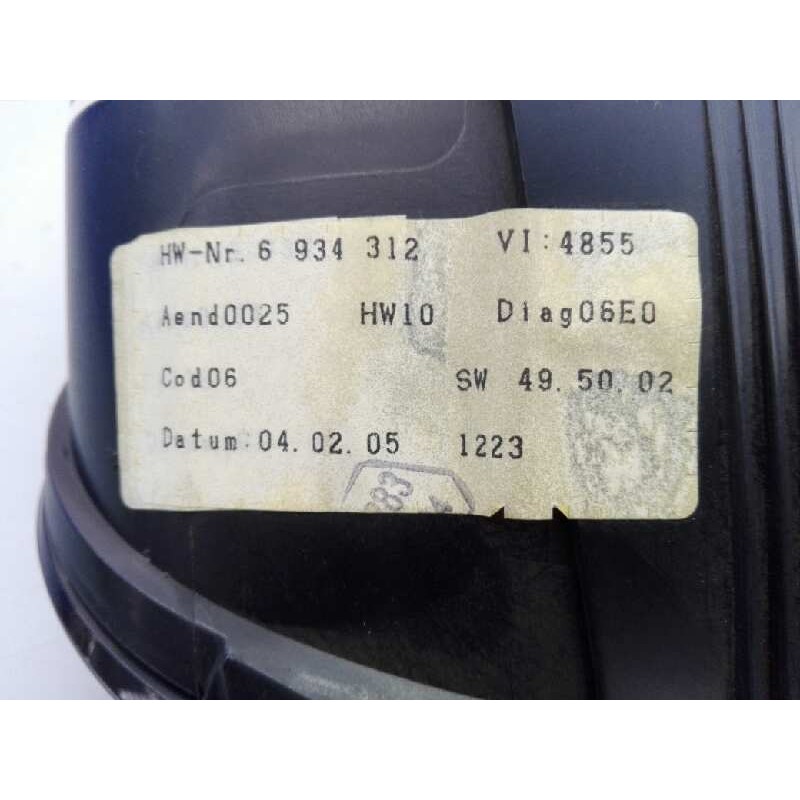 HW-Nr. 6 934 312 VI:4855
Aend0025 HW10 Diag06E0
Cod06 SW 49.50.02
Datum:04.02.05 1223
383